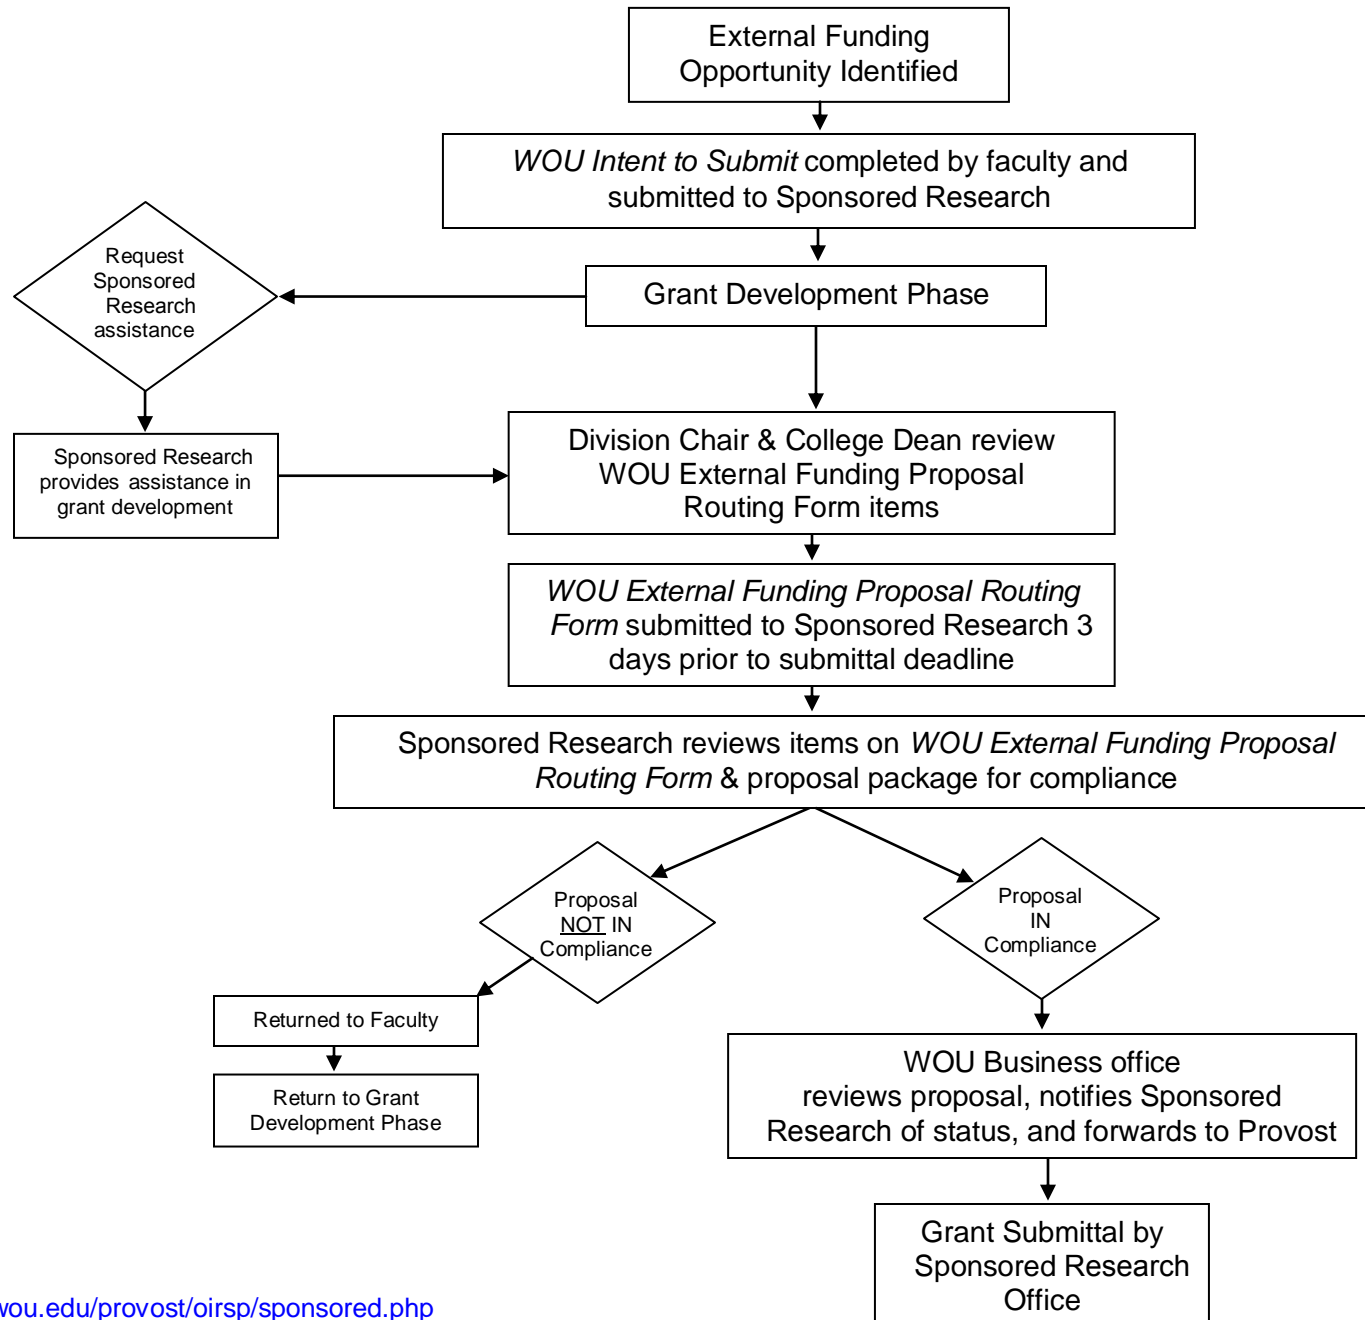 External Funding
Opportunity Identified
WOU Intent to Submit completed by faculty and
submitted to Sponsored Research
Request
Sponsored
Research
assistance
Grant Development Phase
Sponsored Research
provides assistance in
grant development
Division Chair & College Dean review
WOU External Funding Proposal
Routing Form items
WOU External Funding Proposal Routing
Form submitted to Sponsored Research 3
days prior to submittal deadline
Sponsored Research reviews items on WOU External Funding Proposal
Routing Form & proposal package for compliance
Proposal
NOT IN
Compliance
Proposal
IN
Compliance
Returned to Faculty
Return to Grant
Development Phase
WOU Business office
reviews proposal, notifies Sponsored
Research of status, and forwards to Provost
Grant Submittal by
Sponsored Research
Office
wou.edu/provost/oirsp/sponsored.php